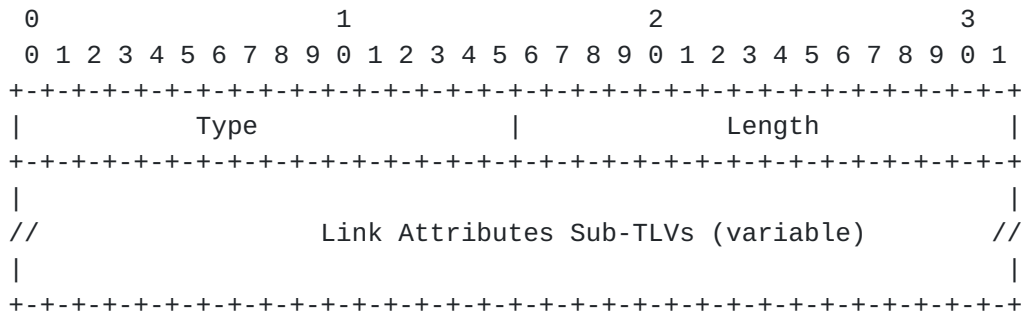 0                   1                   2                   3
 0 1 2 3 4 5 6 7 8 9 0 1 2 3 4 5 6 7 8 9 0 1 2 3 4 5 6 7 8 9 0 1
+-+-+-+-+-+-+-+-+-+-+-+-+-+-+-+-+-+-+-+-+-+-+-+-+-+-+-+-+-+-+-+-+
|           Type                |             Length            |
+-+-+-+-+-+-+-+-+-+-+-+-+-+-+-+-+-+-+-+-+-+-+-+-+-+-+-+-+-+-+-+-+
|                                                               |
//                  Link Attributes Sub-TLVs (variable)        //
|                                                               |
+-+-+-+-+-+-+-+-+-+-+-+-+-+-+-+-+-+-+-+-+-+-+-+-+-+-+-+-+-+-+-+-+